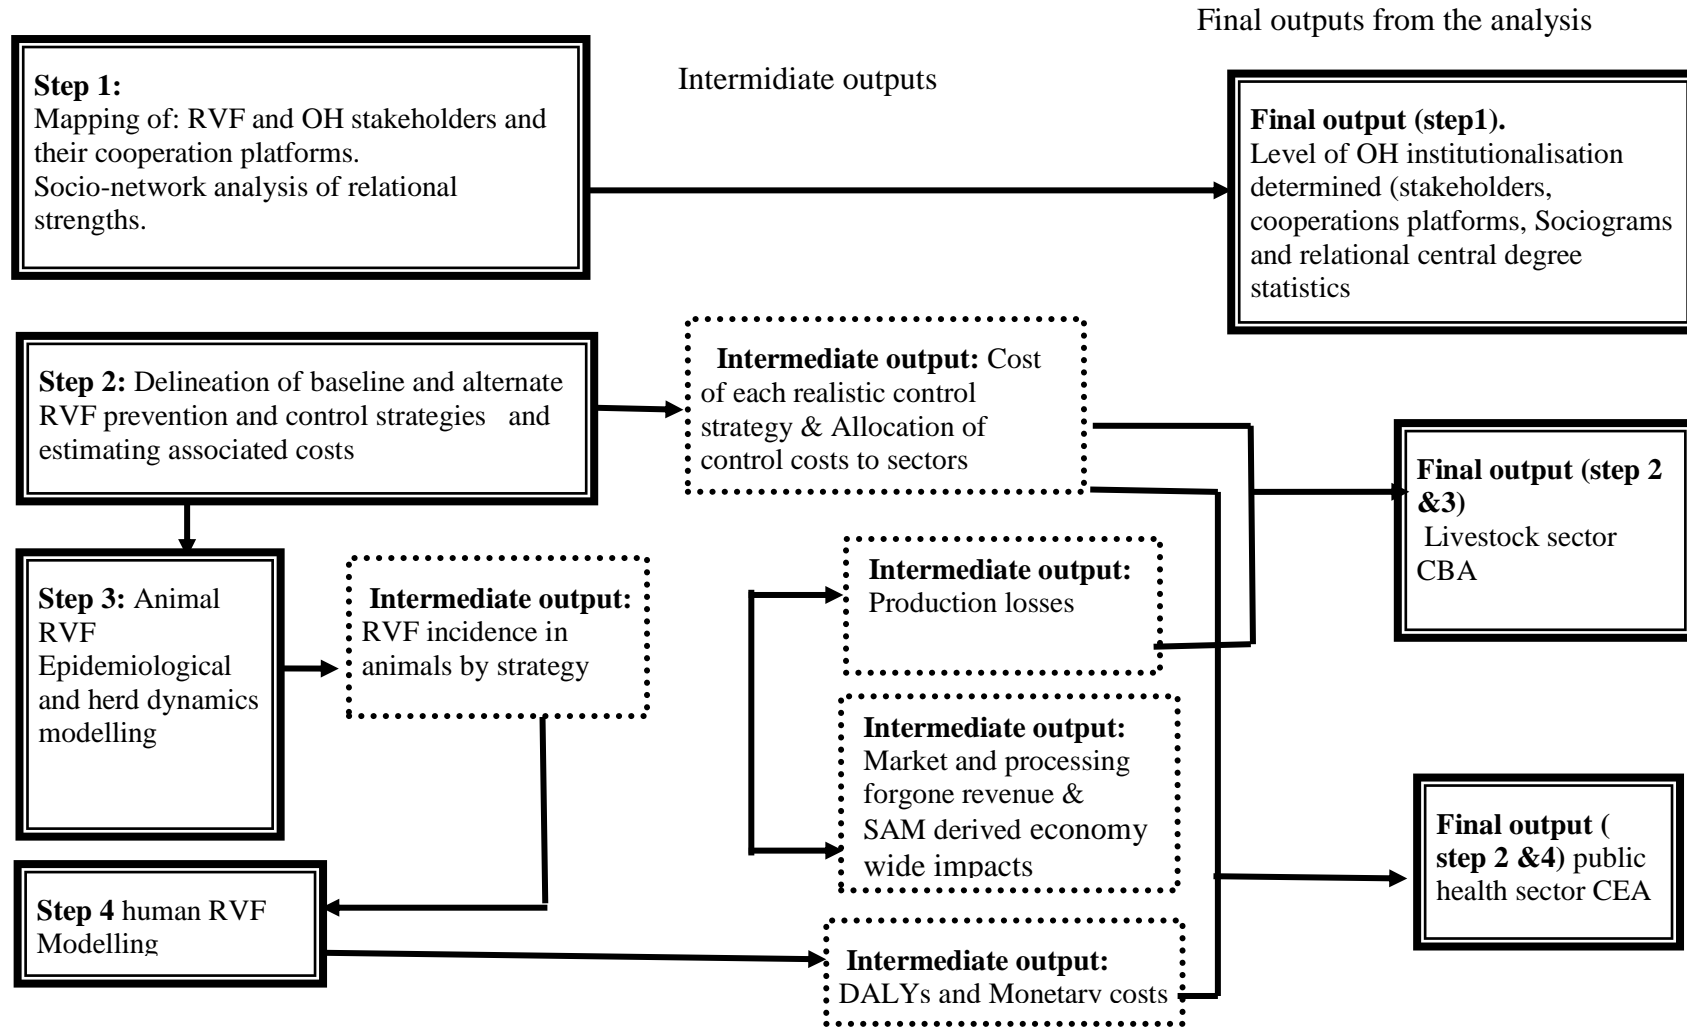 Final outputs from the analysis
Intermidiate outputs
Step 1:
Mapping of: RVF and OH stakeholders and
their cooperation platforms.
Socio-network analysis of relational
strengths.
Final output (step1).
Level of OH institutionalisation
determined (stakeholders,
cooperations platforms, Sociograms
and relational central degree
statistics
Step 2: Delineation of baseline and alternate
RVF prevention and control strategies and
estimating associated costs
Intermediate output: Cost
of each realistic control
strategy & Allocation of
control costs to sectors
Final output (step 2
&3)
Livestock sector
CBA
Step 3: Animal
RVF
Epidemiological
and herd dynamics
modelling
Intermediate output:
RVF incidence in
animals by strategy
Intermediate output:
Production losses
Intermediate output:
Market and processing
forgone revenue &
SAM derived economy
wide impacts
Final output (
step 2 &4) public
health sector CEA
Step 4 human RVF
Modelling
Intermediate output:
DALYs and Monetary costs